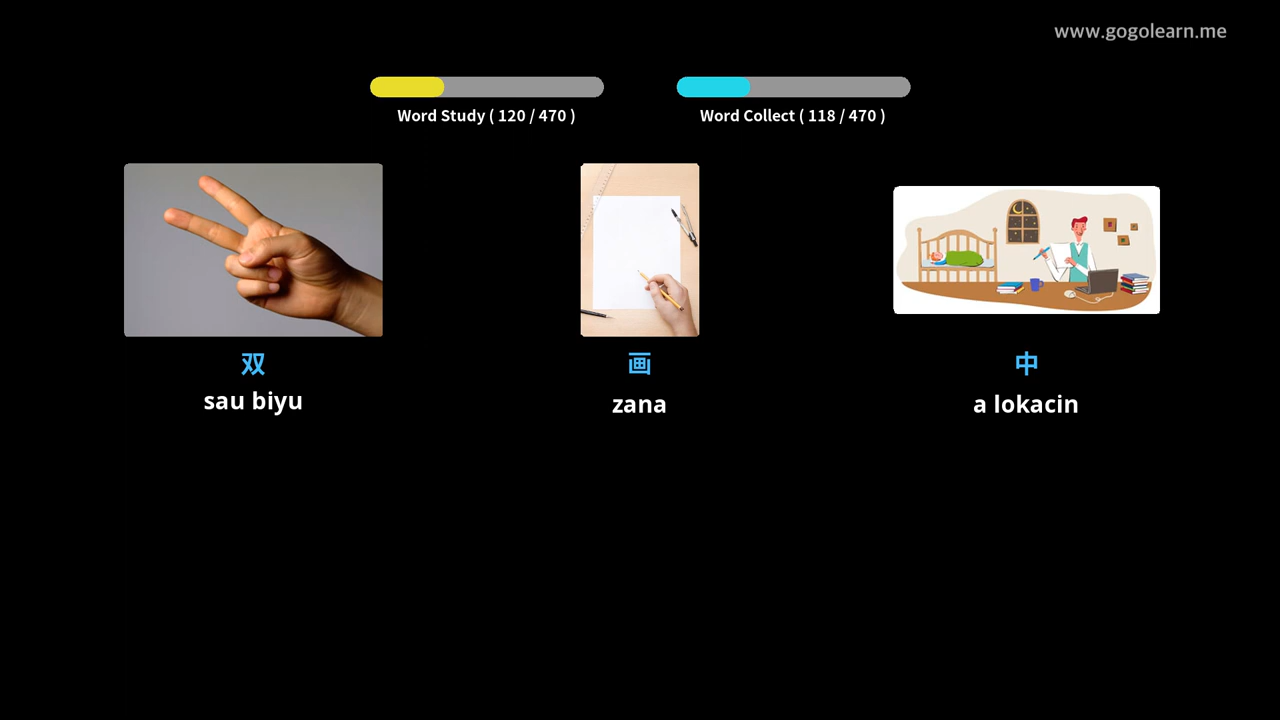 www.gogolearn.me
Word Study ( 120 / 470 )
Word Collect ( 118 / 470 )
双
画
中
sau biyu
zana
a lokacin